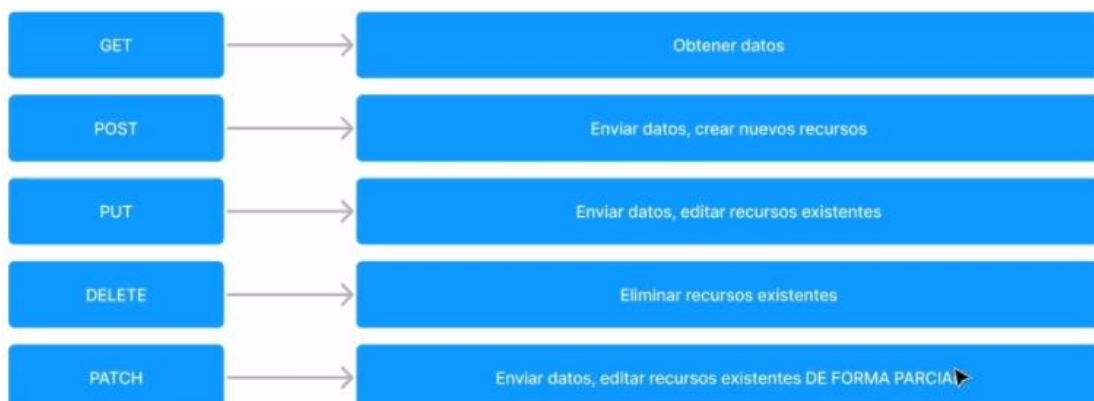 GET
Obtener datos
POST
Enviar datos, crear nuevos recursos
PUT
Enviar datos, editar recursos existentes
DELETE
Eliminar recursos existentes
PATCH
Enviar datos, editar recursos existentes DE FORMA